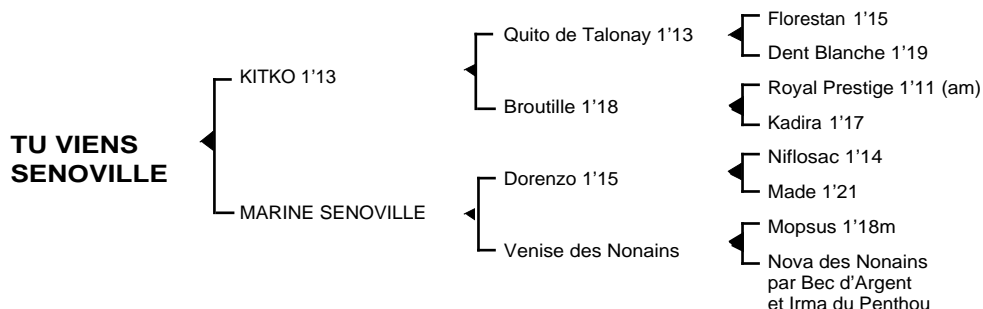 TU VIENS
SENOVILLE
KITKO 1’13
MARINE SENOVILLE
Quito de Talonay 1’13
Broutille 1’18
Dorenzo 1’15
Venise des Nonains
Florestan 1’15
Dent Blanche 1’19
Royal Prestige 1’11 (am)
Kadira 1’17
Niflosac 1’14
Made 1’21
Mopsus 1’18m
Nova des Nonains
par Bec d’Argent
et Irma du Penthou